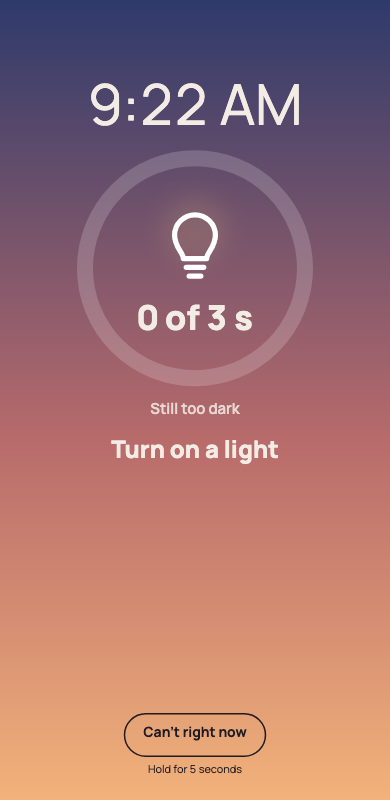 9:22 AM
0 of 3 s
Still too dark
Turn on a light
Can't right now
Hold for 5 seconds